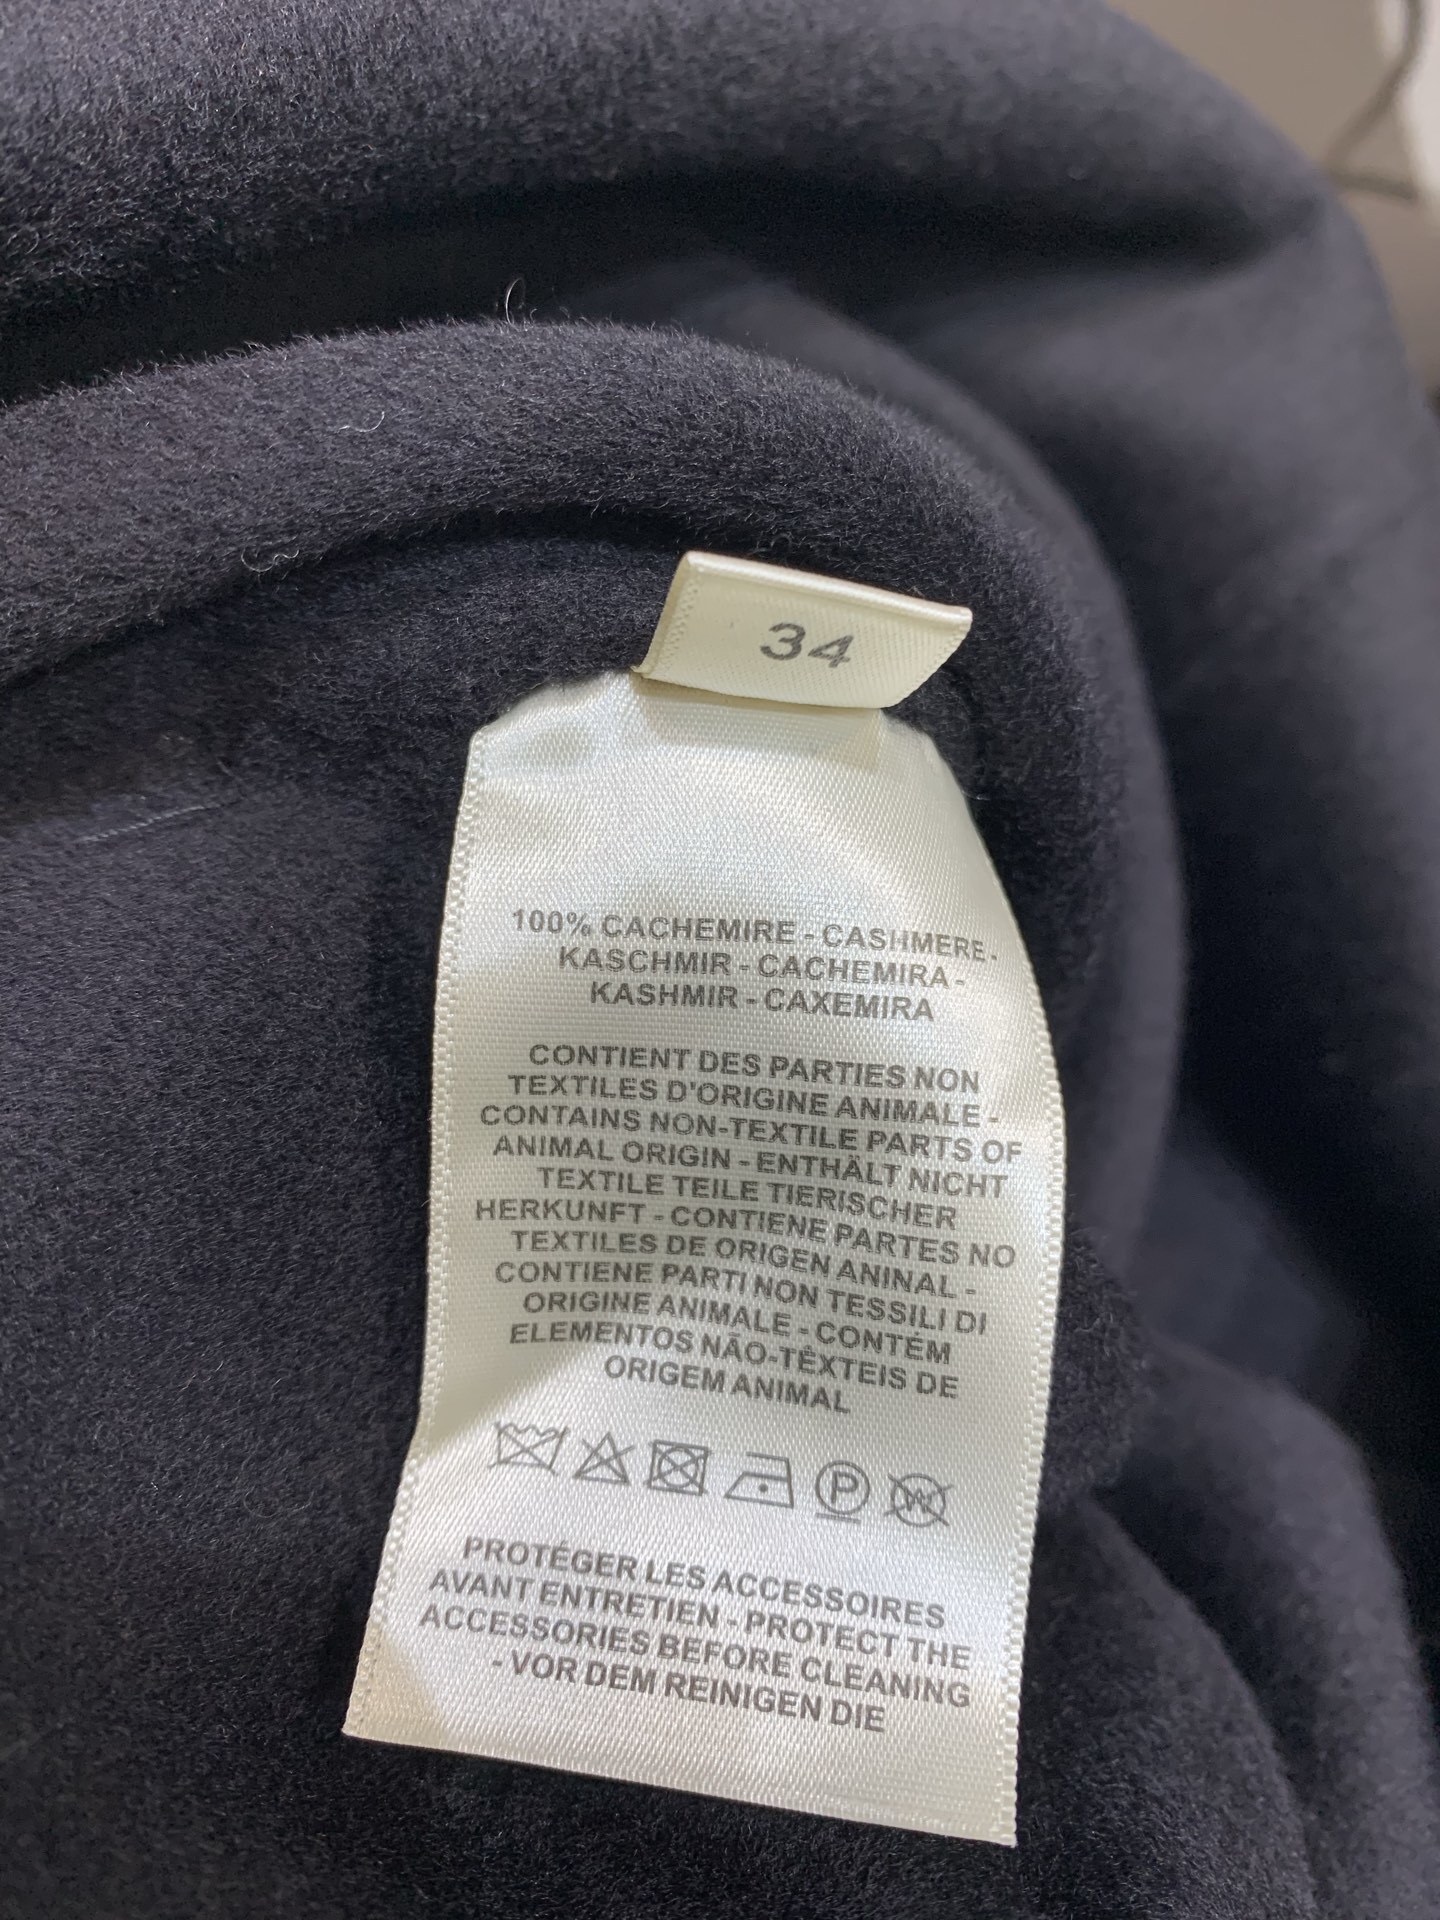 34
100% CACHEMIRE - CASHMERE -
KASCHMIR - CACHEMIRA -
KASHMIR - CAXEMIRA
CONTIENT DES PARTIES NON
TEXTILES D'ORIGINE ANIMALE -
CONTAINS NON-TEXTILE PARTS OF
ANIMAL ORIGIN - ENTHÄLT NICHT
TEXTILE TEILE TIERISCHER
HERKUNFT - CONTIENE PARTES NO
TEXTILES DE ORIGEN ANINAL -
CONTIENE PARTI NON TESSILI DI
ORIGINE ANIMALE - CONTÉM
ELEMENTOS NÃO-TÊXTEIS DE
ORIGEM ANIMAL
P W
PROTÉGER LES ACCESSOIRES
AVANT ENTRETIEN - PROTECT THE
ACCESSORIES BEFORE CLEANING
- VOR DEM REINIGEN DIE